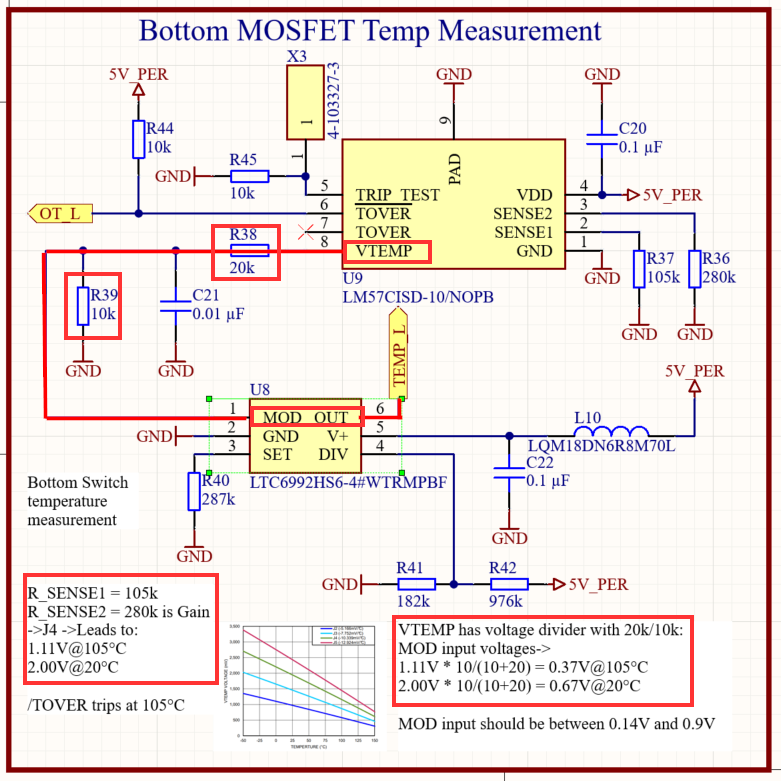 Bottom MOSFET Temp Measurement
X3
4-103327-3
1
1
5V_PER
GND
GND
R44
10k
9
PAD
C20
0.1 µF
GND
R45
10k
5
TRIP_TEST
VDD
4
5V_PER
OT_L
6
TOVER
SENSE2
3
7
TOVER
SENSE1
2
R38
20k
8
VTEMP
GND
1
U9
LM57CISD-10/NOPB
GND
R37
105k
R36
280k
R39
10k
C21
0.01 µF
GND
GND
GND
GND
TEMP_L
5V_PER
U8
1
MOD
OUT
6
GND
2
GND
V+
5
3
SET
DIV
4
L10
LQM18DN6R8M70L
R40
287k
LTC6992HS6-4#WTRMPBF
C22
0.1 µF
GND
GND
Bottom Switch
temperature
measurement
GND
R41
182k
R42
976k
5V_PER
R_SENSE1 = 105k
R_SENSE2 = 280k is Gain
->J4 ->Leads to:
1.11V@105°C
2.00V@20°C
/TOVER trips at 105°C
VTEMP VOLTAGE (mV)
TEMPERATURE (°C)
VTEMP has voltage divider with 20k/10k:
MOD input voltages->
1.11V * 10/(10+20) = 0.37V@105°C
2.00V * 10/(10+20) = 0.67V@20°C
MOD input should be between 0.14V and 0.9V